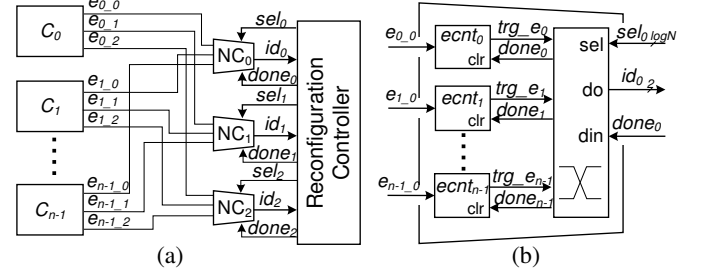 C0
e0_0
e0_1
e0_2
C1
e1_0
e1_1
e1_2
Cn-1
en-1_0
en-1_1
en-1_2
NC0
sel0
id0
done0
NC1
sel1
id1
done1
NC2
sel2
id2
done2
Reconfiguration
Controller
(a)
e0_0
ecnt0
clr
trg_e0
done0
e1_0
ecnt1
clr
trg_e1
done1
en-1_0
ecntn-1
clr
trg_en-1
donen-1
sel
do
din
sel0 logN
id0 2
done0
(b)